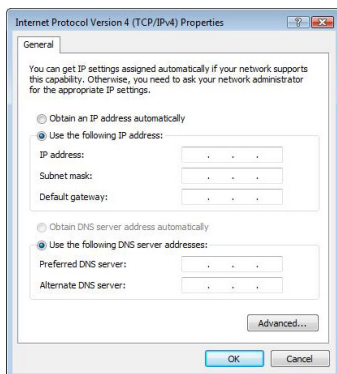 Internet Protocol Version 4 (TCP/IPv4) Properties
General
You can get IP settings assigned automatically if your network supports
this capability. Otherwise, you need to ask your network administrator
for the appropriate IP settings.
Obtain an IP address automatically
Use the following IP address:
IP address:
Subnet mask:
Default gateway:
Obtain DNS server address automatically
Use the following DNS server addresses:
Preferred DNS server:
Alternate DNS server:
Advanced...
OK Cancel